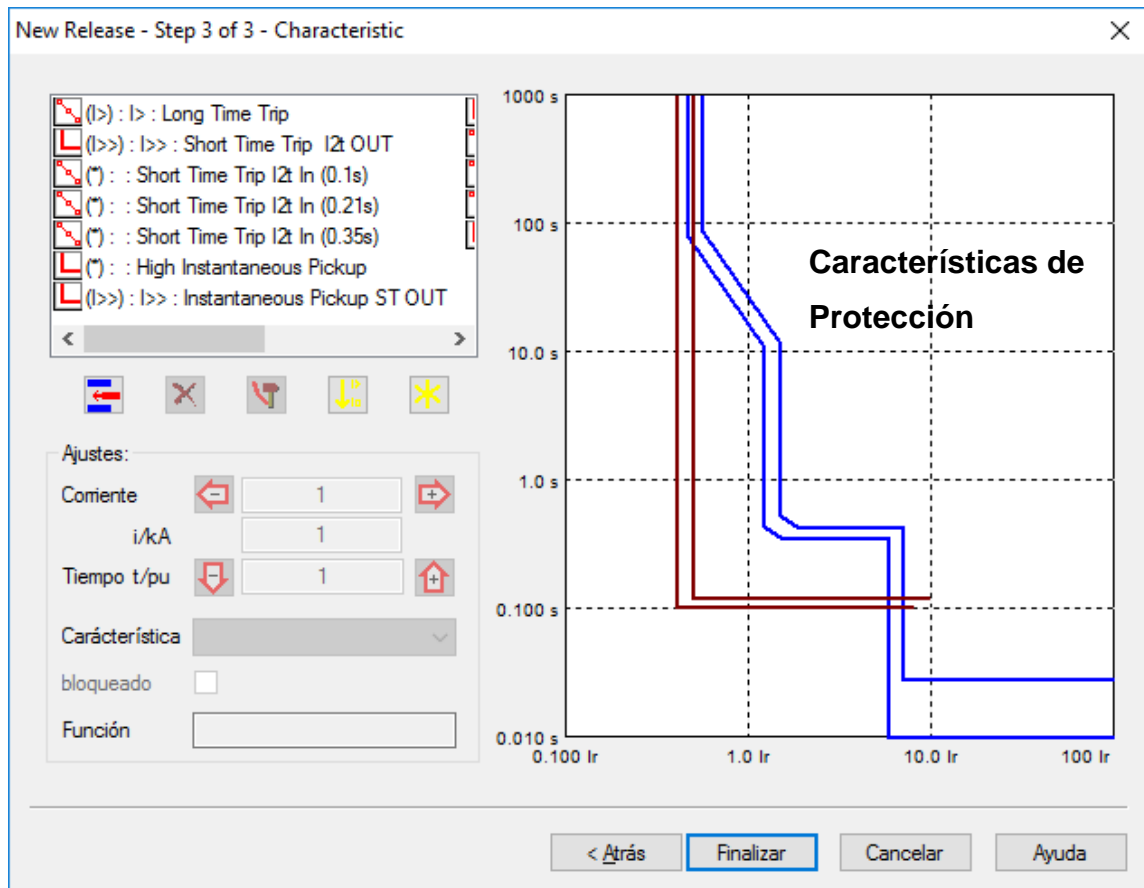 New Release - Step 3 of 3 - Characteristic
(I>) : I> : Long Time Trip
(I>>) : I>> : Short Time Trip I2t OUT
(*) : : Short Time Trip I2t In (0.1s)
(*) : : Short Time Trip I2t In (0.21s)
(*) : : Short Time Trip I2t In (0.35s)
(*) : : High Instantaneous Pickup
(I>>) : I>> : Instantaneous Pickup ST OUT
Ajustes:
Corriente
1
i/kA
1
Tiempo t/pu
1
Carácterística
bloqueado
Función
1000 s
100 s
10.0 s
1.0 s
0.100 s
0.010 s
0.100 Ir
1.0 Ir
10.0 Ir
100 Ir
Características de
Protección
< Atrás
Finalizar
Cancelar
Ayuda